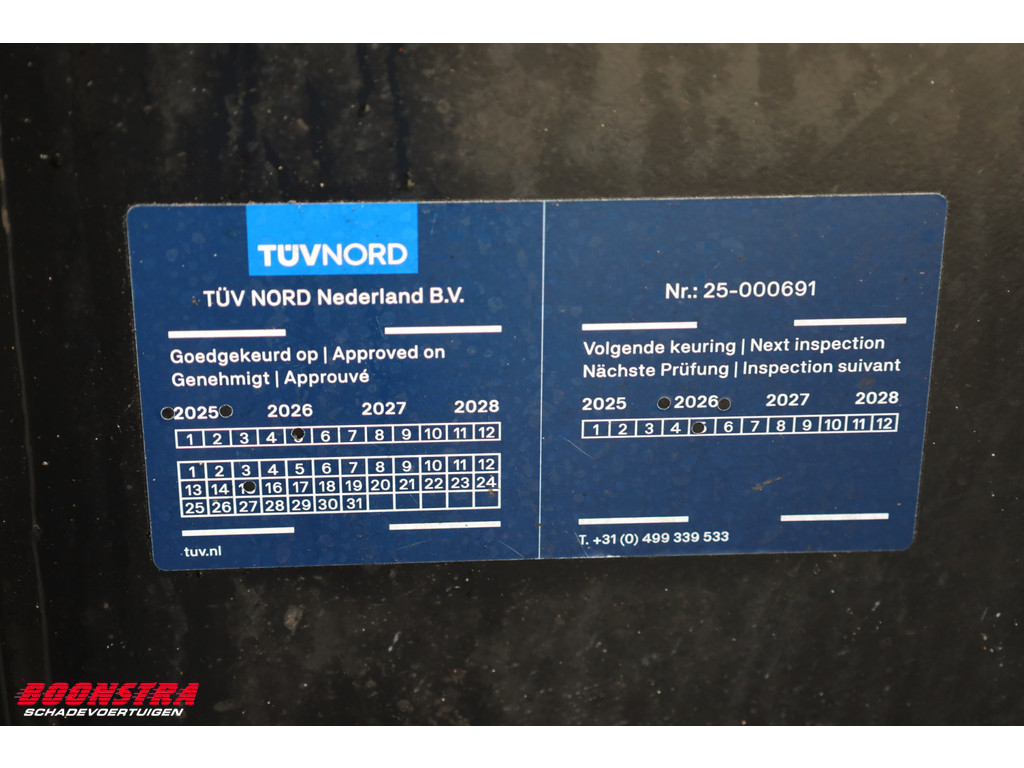 TÜVNORD
TÜV NORD Nederland B.V.
Goedgekeurd op | Approved on
Genehmigt | Approuvé
2025 2026 2027 2028
1 2 3 4 6 7 8 9 10 11 12
1 2 3 4 5 6 7 8 9 10 11 12
13 14 16 17 18 19 20 21 22 23 24
25 26 27 28 29 30 31
tuv.nl
Nr.: 25-000691
Volgende keuring | Next inspection
Nächste Prüfung | Inspection suivant
2025 2026 2027 2028
1 2 3 4 6 7 8 9 10 11 12
T. +31 (0) 499 339 533
BOONSTRA
SCHADEVOERTUIGEN